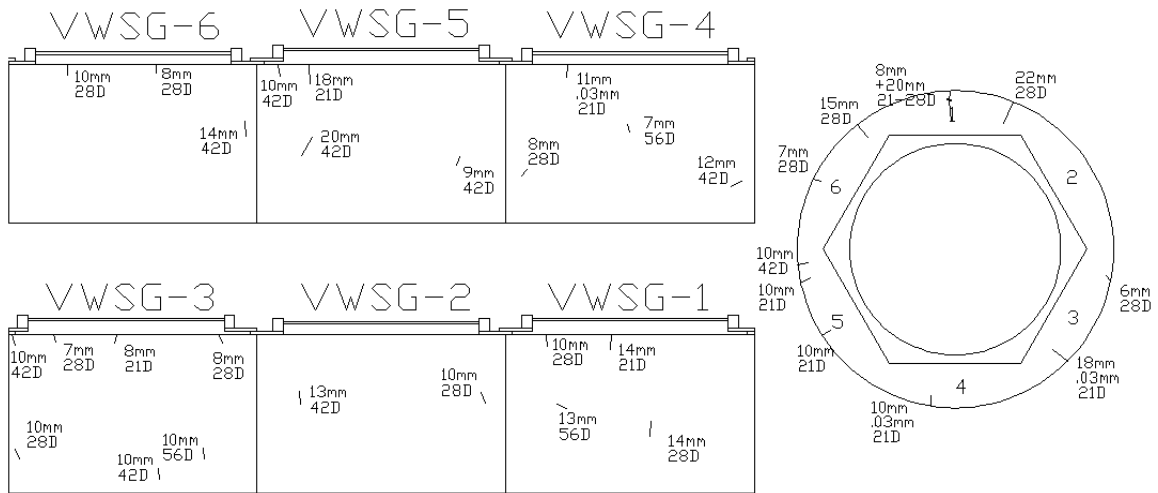 VWSG-6
VWSG-5
VWSG-4
10mm
28D
8mm
28D
14mm
42D
10mm
42D
18mm
21D
20mm
42D
9mm
42D
11mm
.03mm
21D
7mm
56D
8mm
28D
12mm
42D
VWSG-3
VWSG-2
VWSG-1
10mm
42D
7mm
28D
8mm
21D
8mm
28D
10mm
28D
10mm
42D
10mm
56D
13mm
42D
10mm
28D
10mm
28D
14mm
21D
13mm
56D
14mm
28D
8mm
+20mm
21-28D
22mm
28D
15mm
28D
7mm
28D
10mm
42D
10mm
21D
10mm
21D
10mm
.03mm
21D
18mm
.03mm
21D
6mm
28D
1
2
3
4
5
6